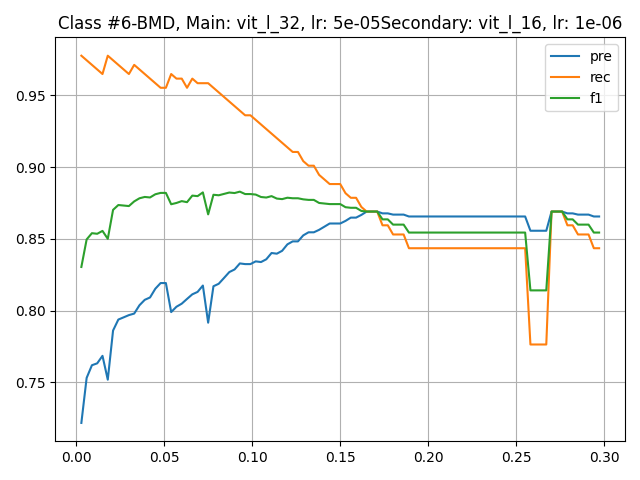 Class #6-BMD, Main: vit_l_32, lr: 5e-05Secondary: vit_l_16, lr: 1e-06
pre
rec
f1
0.95
0.90
0.85
0.80
0.75
0.00 0.05 0.10 0.15 0.20 0.25 0.30